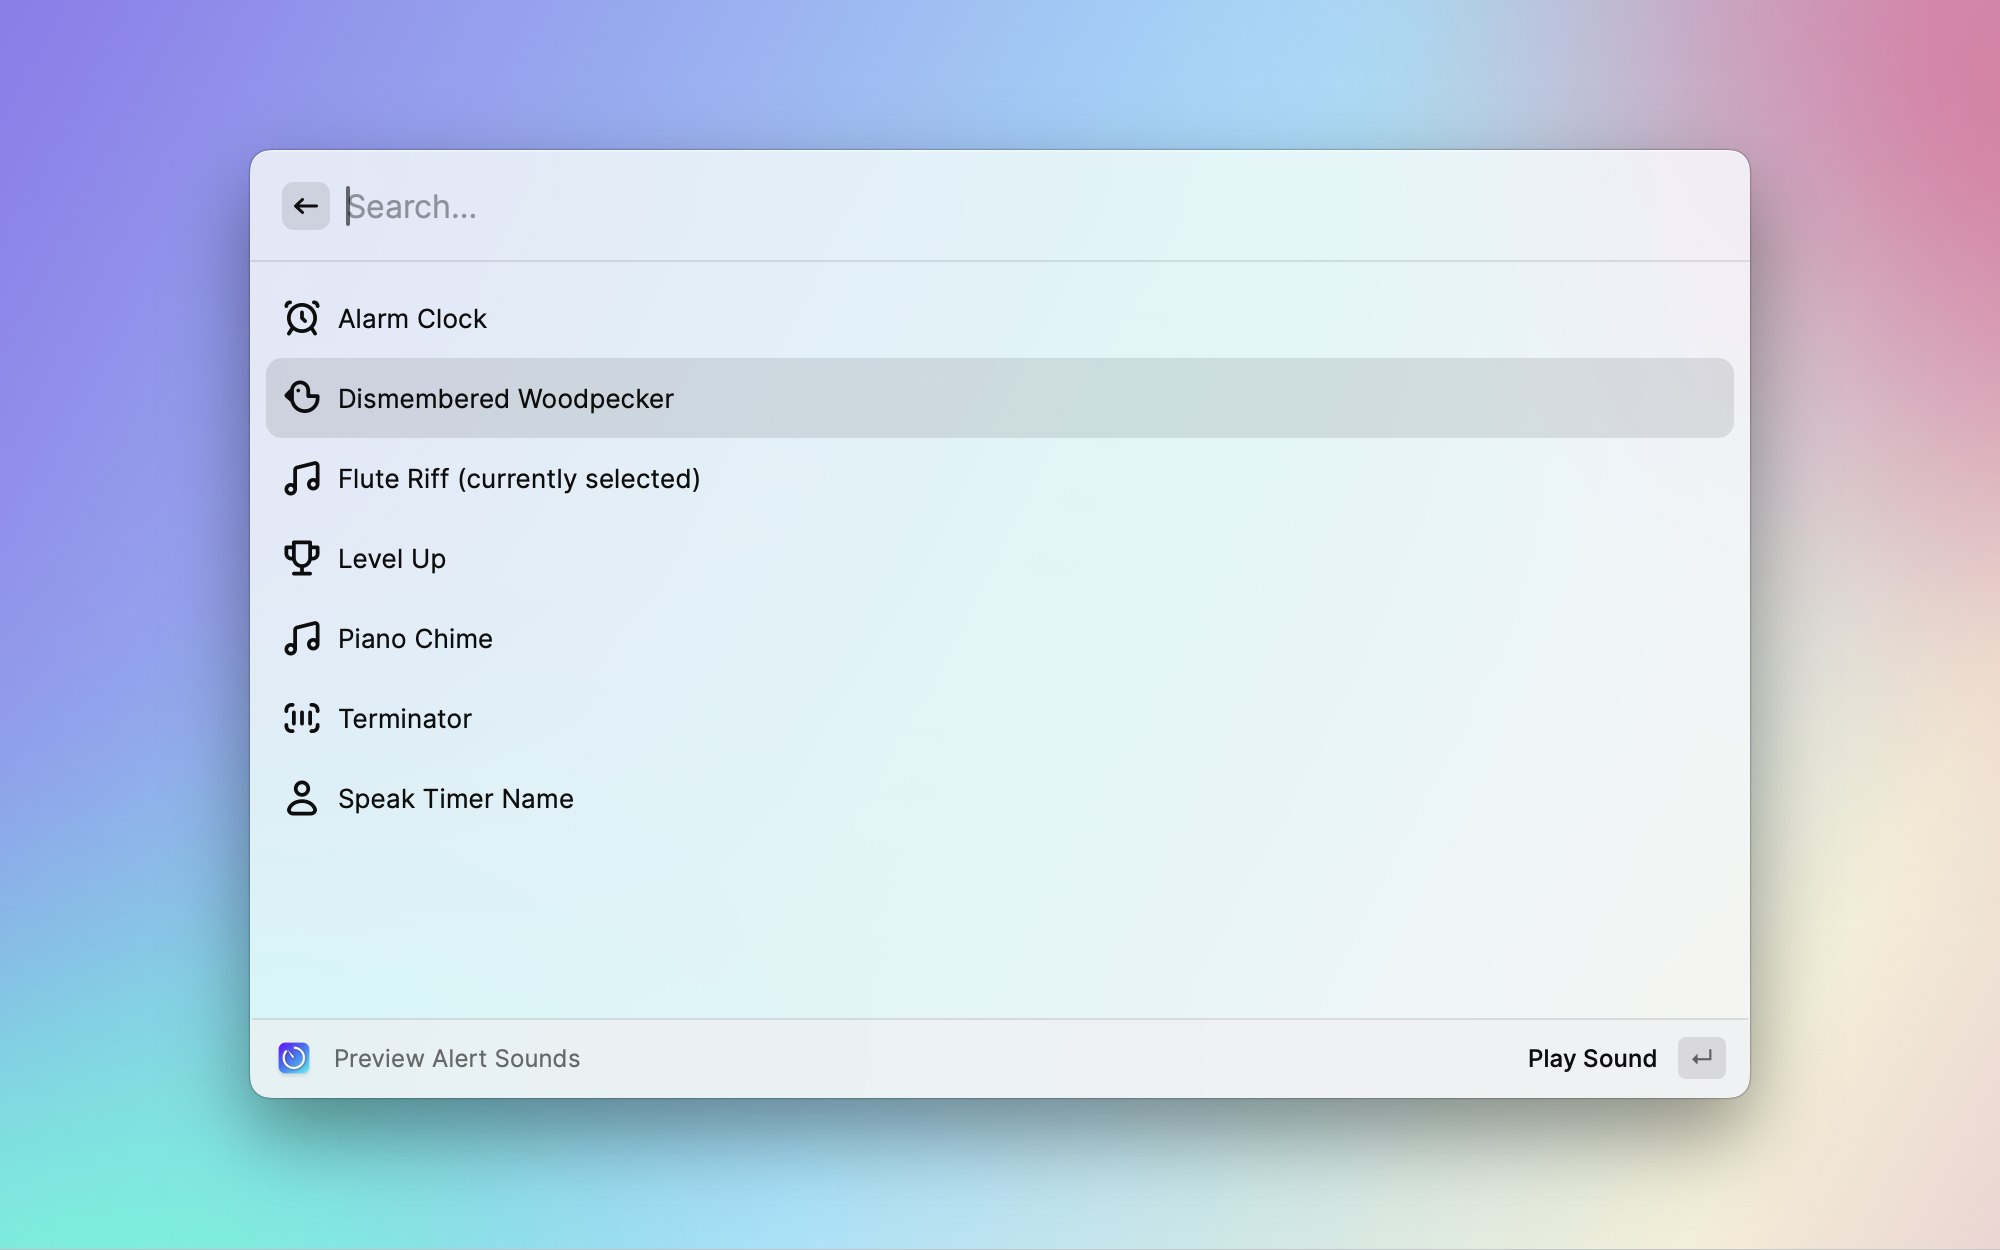 Search...
Alarm Clock
Dismembered Woodpecker
Flute Riff (currently selected)
Level Up
Piano Chime
Terminator
Speak Timer Name
Preview Alert Sounds
Play Sound